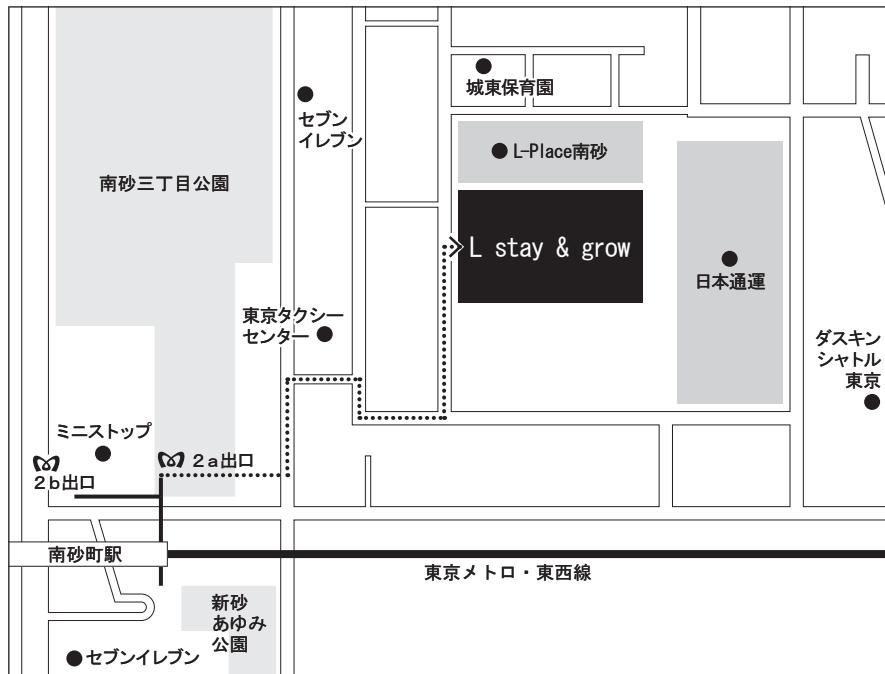 城東保育園
セブン
イレブン
L-Place南砂
南砂三丁目公園
L stay & grow
日本通運
東京タクシー
センター
ダスキン
シャトル
東京
ミニストップ
2a出口
2b出口
南砂町駅
東京メトロ・東西線
新砂
あゆみ
公園
セブンイレブン